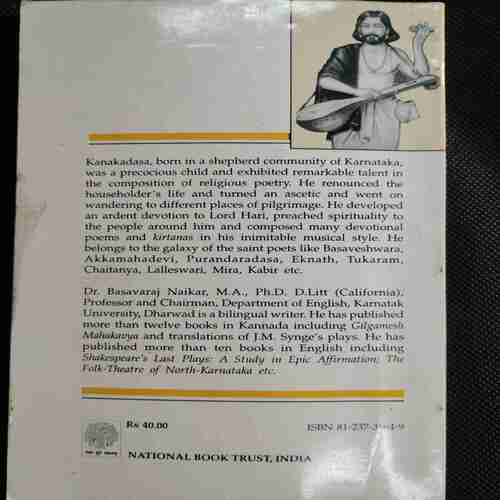 Kanakadasa, born in a shepherd community of Karnataka,
was a precocious child and exhibited remarkable talent in
the composition of religious poetry. He renounced the
householder's life and turned an ascetic and went on
wandering to different places of pilgrimage. He developed
an ardent devotion to Lord Hari, preached spirituality to
the people around him and composed many devotional
poems and kirtanas in his inimitable musical style. He
belongs to the galaxy of the saint poets like Basaveshwara,
Akkamahadevi, Purandaradasa, Eknath, Tukaram,
Chaitanya, Lalleswari, Mira, Kabir etc.
Dr. Basavaraj Naikar, M.A., Ph.D. D.Litt (California),
Professor and Chairman, Department of English, Karnatak
University, Dharwad is a bilingual writer. He has published
more than twelve books in Kannada including Gilgamesh
Mahakavya and translations of J.M. Synge's plays. He has
published more than ten books in English including
Shakespeare's Last Plays: A Study in Epic Affirmation; The
Folk-Theatre of North-Karnataka etc.
Rs 40.00
ISBN
NATIONAL BOOK TRUST, INDIA